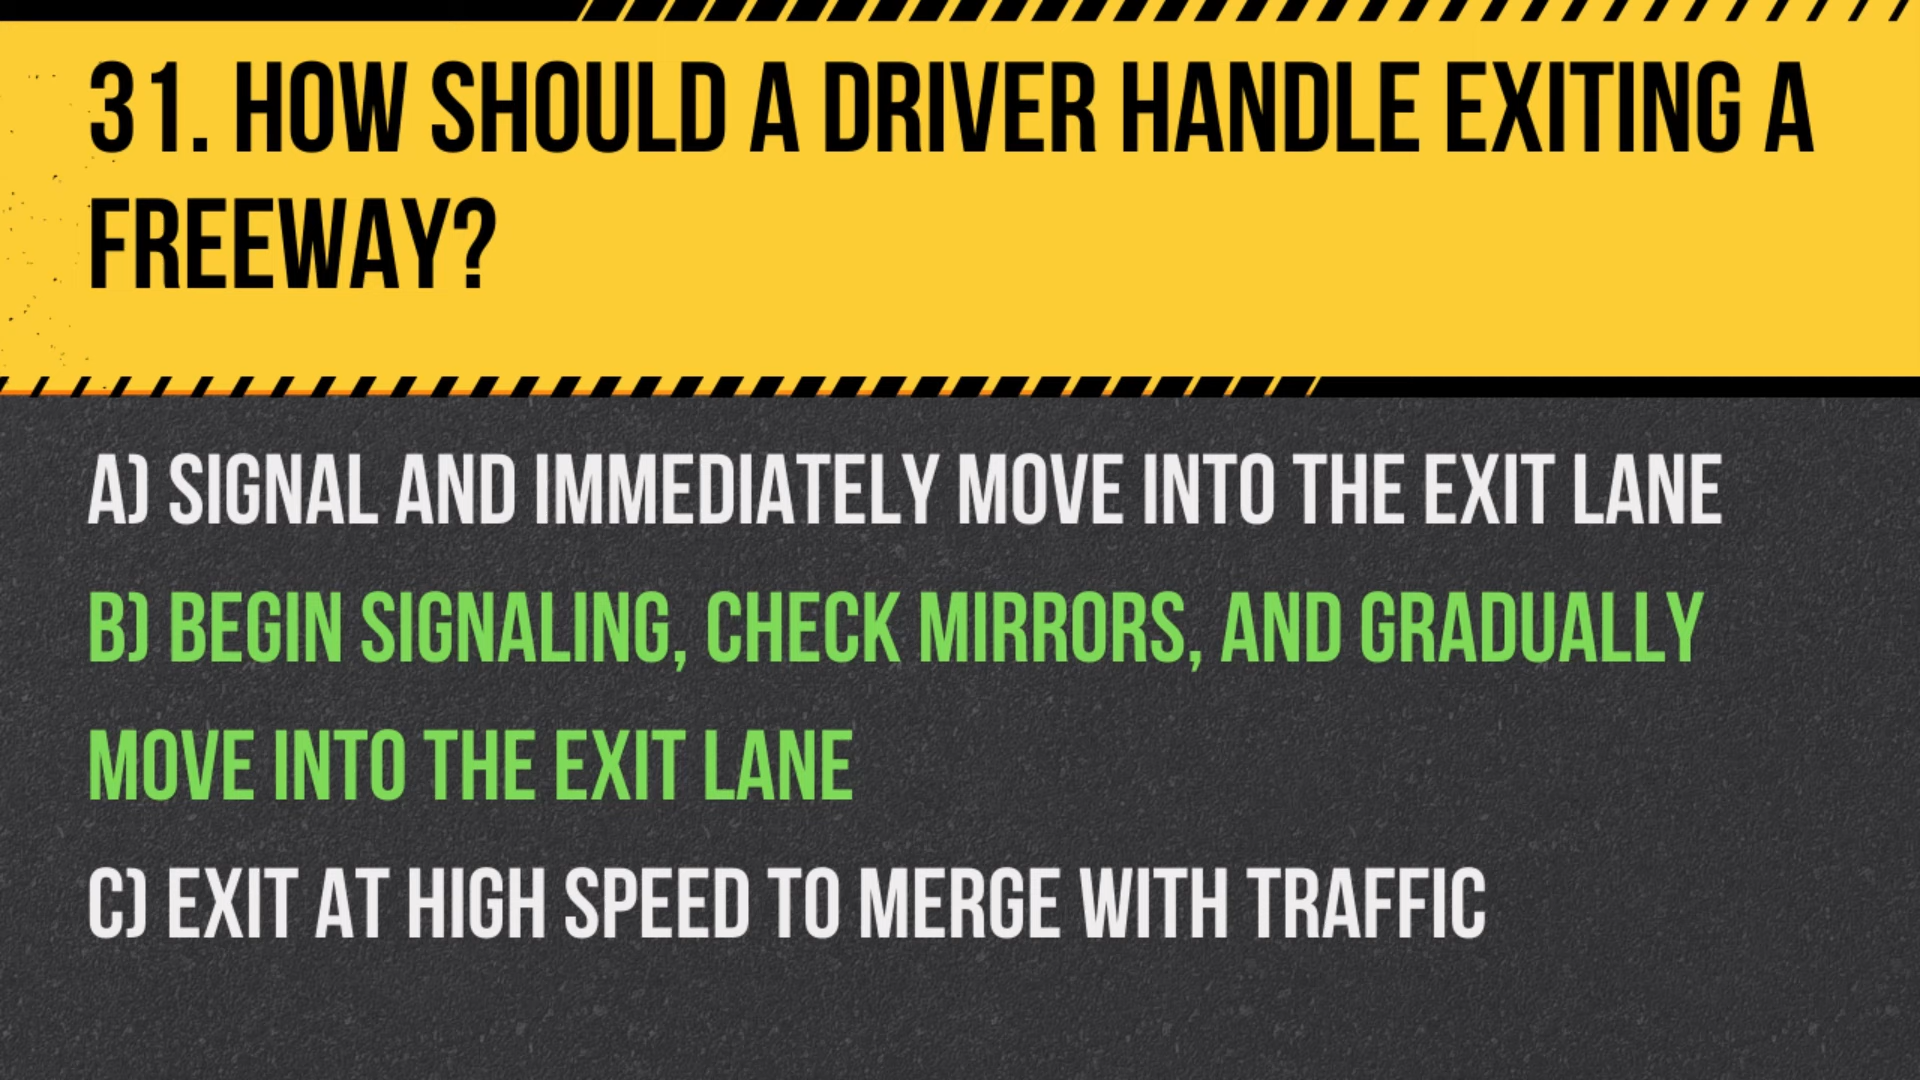 31. HOW SHOULD A DRIVER HANDLE EXITING A
FREEWAY?
A) SIGNAL AND IMMEDIATELY MOVE INTO THE EXIT LANE
B) BEGIN SIGNALING, CHECK MIRRORS, AND GRADUALLY
MOVE INTO THE EXIT LANE
C) EXIT AT HIGH SPEED TO MERGE WITH TRAFFIC